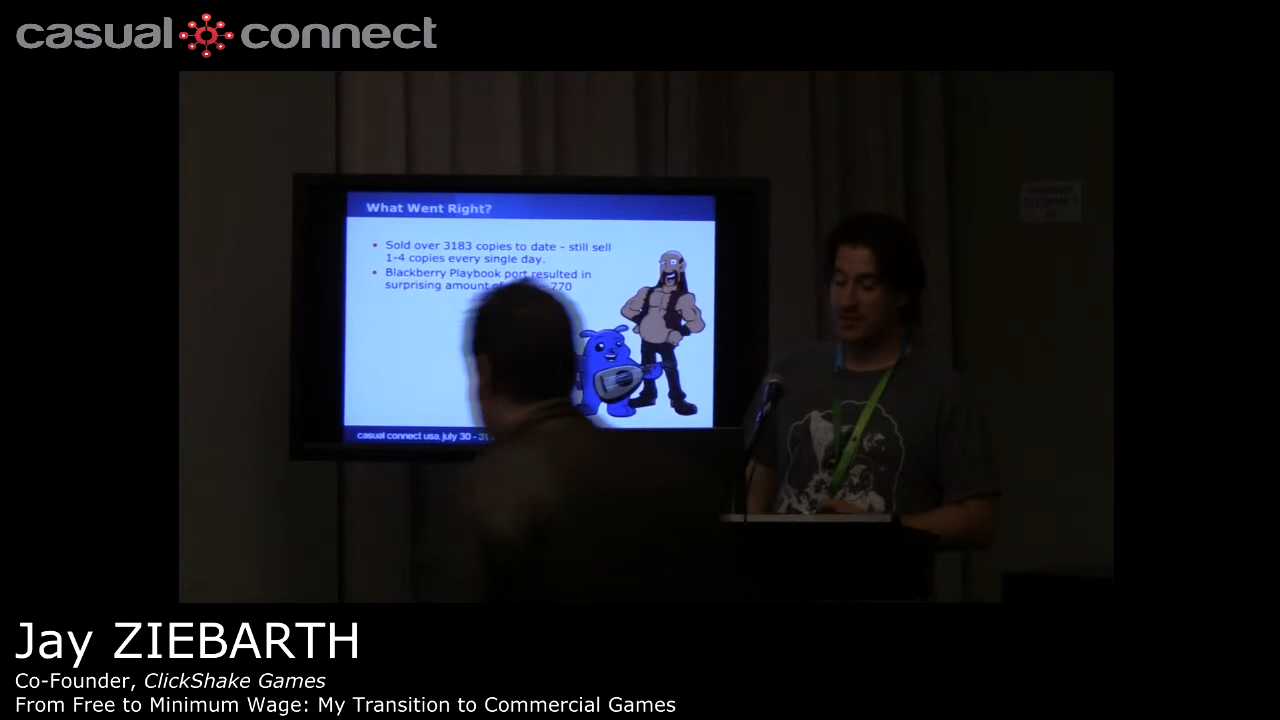 casual connect
What Went Right?
• Sold over 3183 copies to date - still sell
1-4 copies every single day.
• Blackberry Playbook port resulted in
surprising amount 770
casual connect usa, july 30 - 31
Jay ZIEBARTH
Co-Founder, ClickShake Games
From Free to Minimum Wage: My Transition to Commercial Games